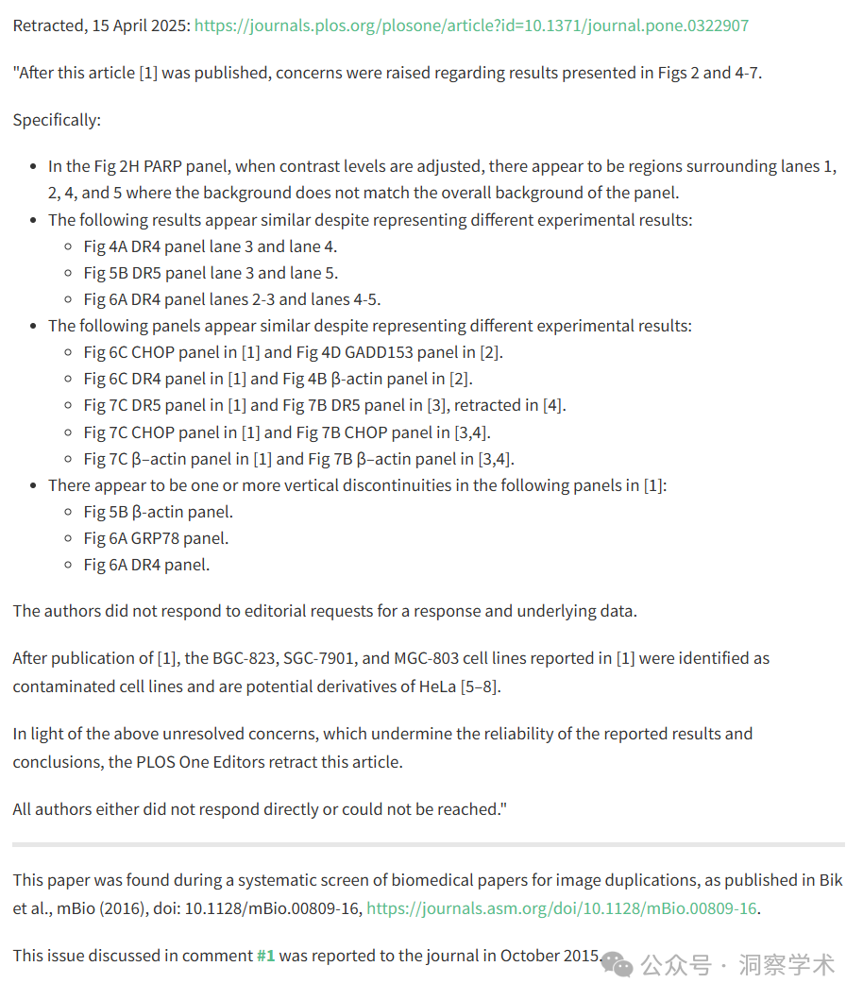 Retracted, 15 April 2025: https://journals.plos.org/plosone/article?id=10.1371/journal.pone.0322907
"After this article [1] was published, concerns were raised regarding results presented in Figs 2 and 4-7.
Specifically:
• In the Fig 2H PARP panel, when contrast levels are adjusted, there appear to be regions surrounding lanes 1,
2, 4, and 5 where the background does not match the overall background of the panel.
• The following results appear similar despite representing different experimental results:
◦ Fig 4A DR4 panel lane 3 and lane 4.
◦ Fig 5B DR5 panel lane 3 and lane 5.
◦ Fig 6A DR4 panel lanes 2-3 and lanes 4-5.
• The following panels appear similar despite representing different experimental results:
◦ Fig 6C CHOP panel in [1] and Fig 4D GADD153 panel in [2].
◦ Fig 6C DR4 panel in [1] and Fig 4B β-actin panel in [2].
◦ Fig 7C DR5 panel in [1] and Fig 7B DR5 panel in [3], retracted in [4].
◦ Fig 7C CHOP panel in [1] and Fig 7B CHOP panel in [3,4].
◦ Fig 7C β–actin panel in [1] and Fig 7B β–actin panel in [3,4].
• There appear to be one or more vertical discontinuities in the following panels in [1]:
◦ Fig 5B β-actin panel.
◦ Fig 6A GRP78 panel.
◦ Fig 6A DR4 panel.
The authors did not respond to editorial requests for a response and underlying data.
After publication of [1], the BGC-823, SGC-7901, and MGC-803 cell lines reported in [1] were identified as
contaminated cell lines and are potential derivatives of HeLa [5–8].
In light of the above unresolved concerns, which undermine the reliability of the reported results and
conclusions, the PLOS One Editors retract this article.
All authors either did not respond directly or could not be reached."
This paper was found during a systematic screen of biomedical papers for image duplications, as published in Bik
et al., mBio (2016), doi: 10.1128/mBio.00809-16, https://journals.asm.org/doi/10.1128/mBio.00809-16.
This issue discussed in comment #1 was reported to the journal in October 2015.
公众号 · 洞察学术